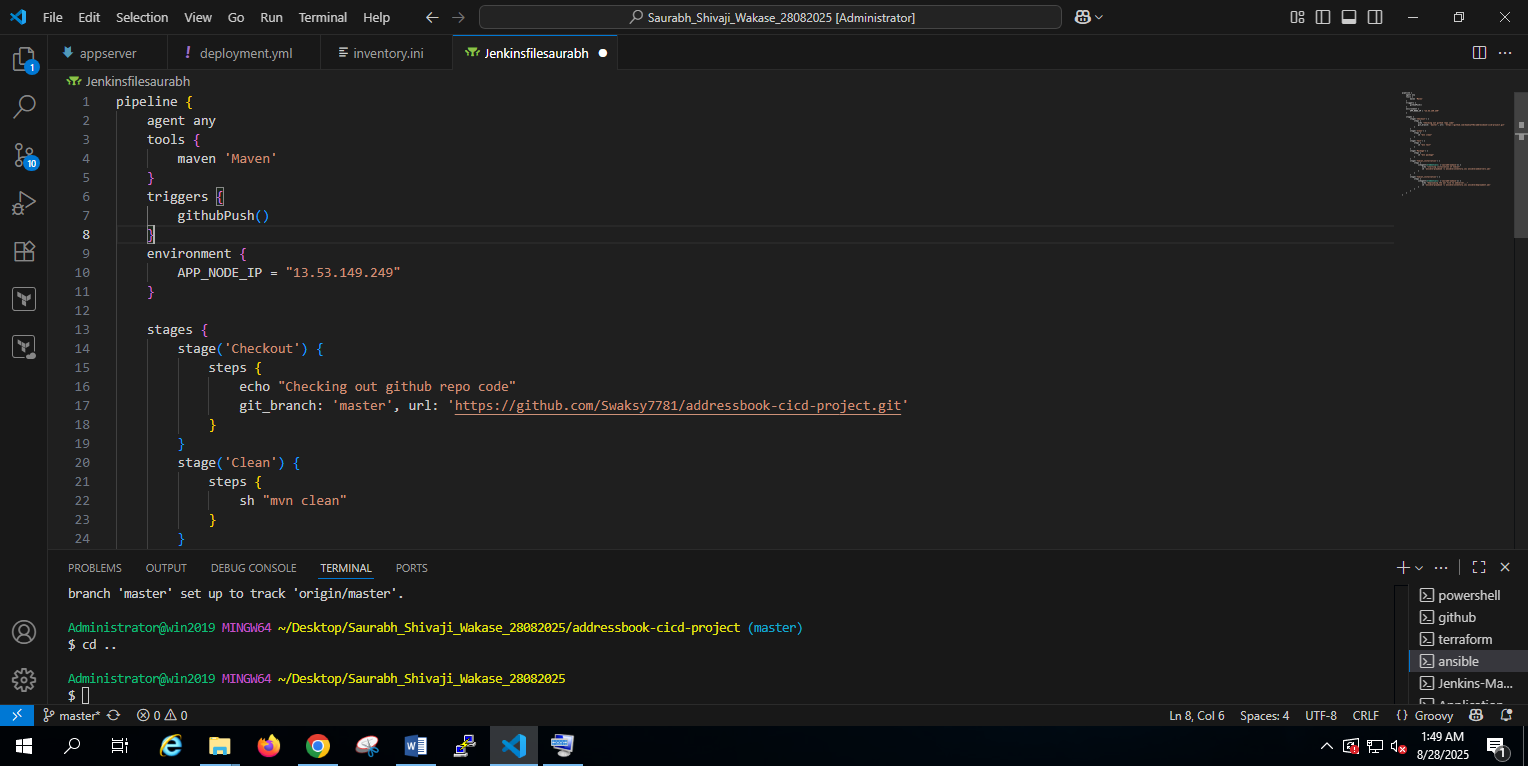 File Edit Selection View Go Run Terminal Help
Saurabh_Shivaji_Wakase_28082025 [Administrator]
appserver
! deployment.yml
inventory.ini
Jenkinsfilesaurabh
Jenkinsfilesaurabh
1 pipeline {
2 agent any
3 tools {
4 maven 'Maven'
5 }
6 triggers {
7 githubPush()
8 }
9 environment {
10 APP_NODE_IP = "13.53.149.249"
11 }
12
13 stages {
14 stage('Checkout') {
15 steps {
16 echo "Checking out github repo code"
17 git_branch: 'master', url: 'https://github.com/Swaksy7781/addressbook-cicd-project.git'
18 }
19 }
20 stage('Clean') {
21 steps {
22 sh "mvn clean"
23 }
24 }
1
10
PROBLEMS OUTPUT DEBUG CONSOLE TERMINAL PORTS
branch 'master' set up to track 'origin/master'.
Administrator@win2019 MINGW64 ~/Desktop/Saurabh_Shivaji_Wakase_28082025/addressbook-cicd-project (master)
$ cd ..
Administrator@win2019 MINGW64 ~/Desktop/Saurabh_Shivaji_Wakase_28082025
$
powershell
github
terraform
ansible
Jenkins-Ma...
master* 0 0
Ln 8, Col 6 Spaces: 4 UTF-8 CRLF {} Groovy
1:49 AM
8/28/2025
1